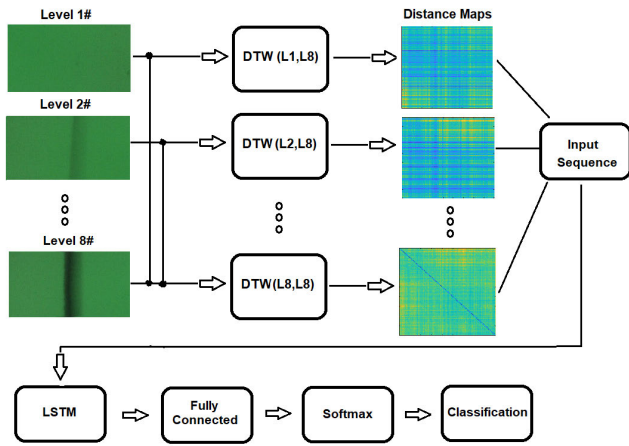 Level 1#
Distance Maps
DTW (L1,L8)
Level 2#
DTW (L2,L8)
Input
Sequence
Level 8#
DTW(L8,L8)
LSTM
Fully
Connected
Softmax
Classification